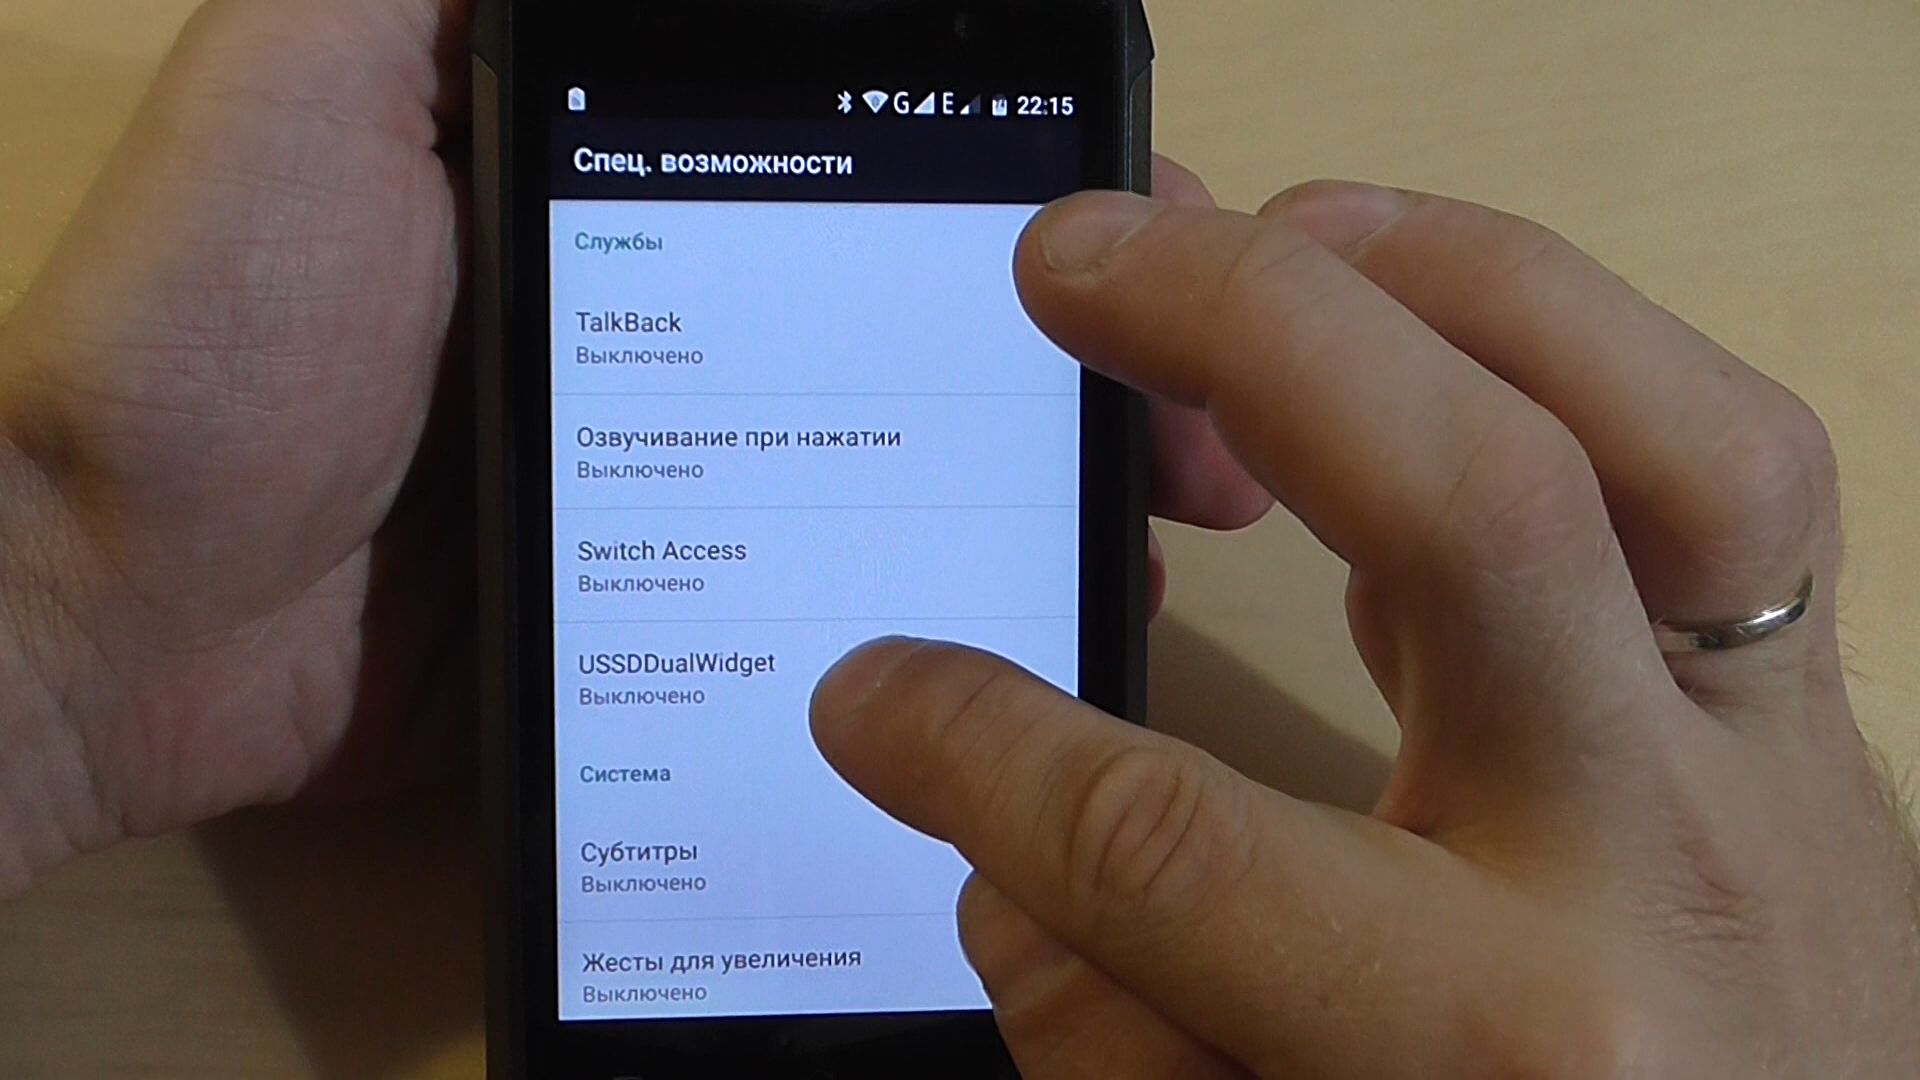 G E 22:15
Спец. возможности
Службы
TalkBack
Выключено
Озвучивание при нажатии
Выключено
Switch Access
Выключено
USSDDualWidget
Выключено
Система
Субтитры
Выключено
Жесты для увеличения
Выключено